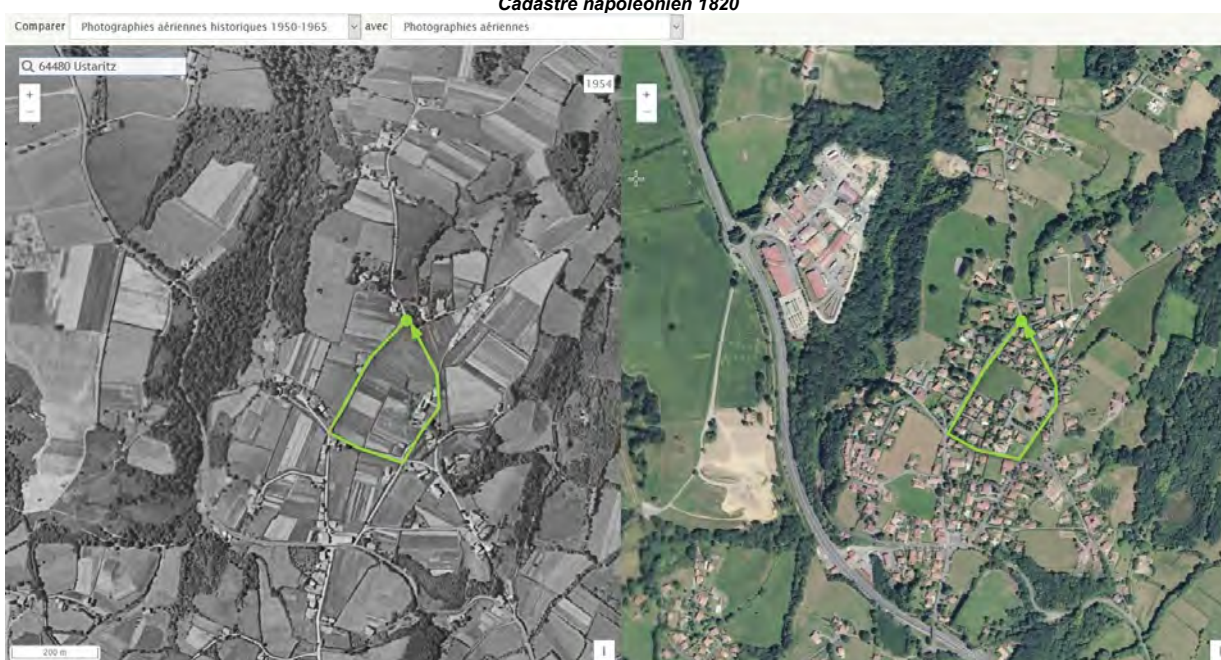 Cadastre napoléonien 1820
Comparer Photographies aériennes historiques 1950-1965 avec Photographies aériennes
64480 Ustaritz
1954
+
−
+
−
200 m
i
i